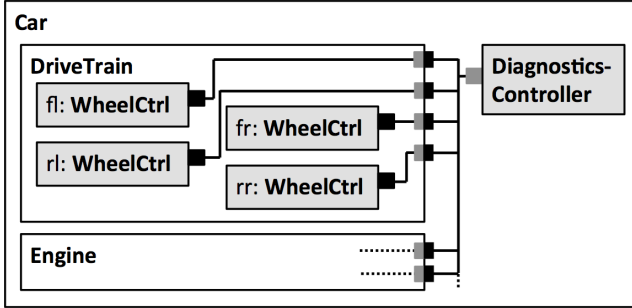 Car
DriveTrain
fl: WheelCtrl
fr: WheelCtrl
rl: WheelCtrl
rr: WheelCtrl
Diagnostics-
Controller
Engine